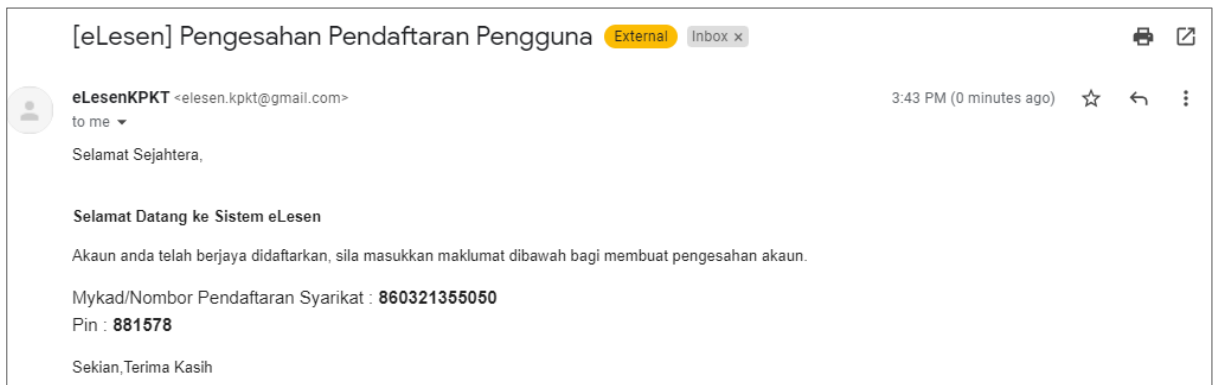 [eLesen] Pengesahan Pendaftaran Pengguna External Inbox x
eLesenKPKT <elesen.kpkt@gmail.com> 3:43 PM (0 minutes ago)
to me
Selamat Sejahtera,
Selamat Datang ke Sistem eLesen
Akaun anda telah berjaya didaftarkan, sila masukkan maklumat dibawah bagi membuat pengesahan akaun.
Mykad/Nombor Pendaftaran Syarikat : 860321355050
Pin : 881578
Sekian,Terima Kasih